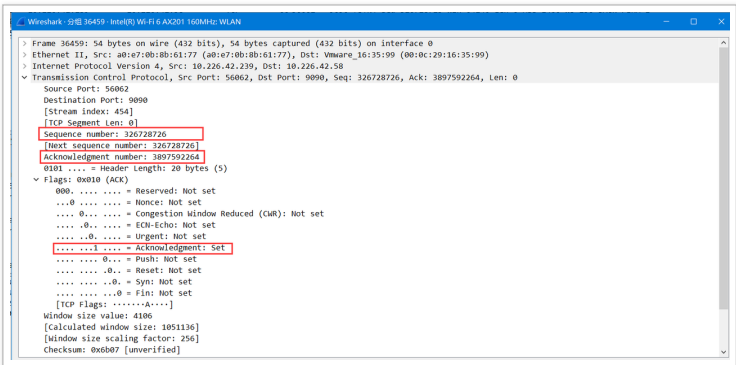 Wireshark · 分组 36459 · Intel(R) Wi-Fi 6 AX201 160MHz: WLAN
Frame 36459: 54 bytes on wire (432 bits), 54 bytes captured (432 bits) on interface 0
Ethernet II, Src: a0:e7:0b:8b:61:77 (a0:e7:0b:8b:61:77), Dst: Vmware_16:35:99 (00:0c:29:16:35:99)
Internet Protocol Version 4, Src: 10.226.42.239, Dst: 10.226.42.58
Transmission Control Protocol, Src Port: 56062, Dst Port: 9090, Seq: 326728726, Ack: 3897592264, Len: 0
Source Port: 56062
Destination Port: 9090
[Stream index: 454]
[TCP Segment Len: 0]
Sequence number: 326728726
[Next sequence number: 326728726]
Acknowledgment number: 3897592264
0101 .... = Header Length: 20 bytes (5)
Flags: 0x010 (ACK)
000. .... .... = Reserved: Not set
...0 .... .... = Nonce: Not set
.... 0... .... = Congestion Window Reduced (CWR): Not set
.... .0.. .... = ECN-Echo: Not set
.... ..0. .... = Urgent: Not set
.... ...1 .... = Acknowledgment: Set
.... .... 0... = Push: Not set
.... .... .0.. = Reset: Not set
.... .... ..0. = Syn: Not set
.... .... ...0 = Fin: Not set
[TCP Flags: ·······A····]
Window size value: 4106
[Calculated window size: 1051136]
[Window size scaling factor: 256]
Checksum: 0x6b07 [unverified]